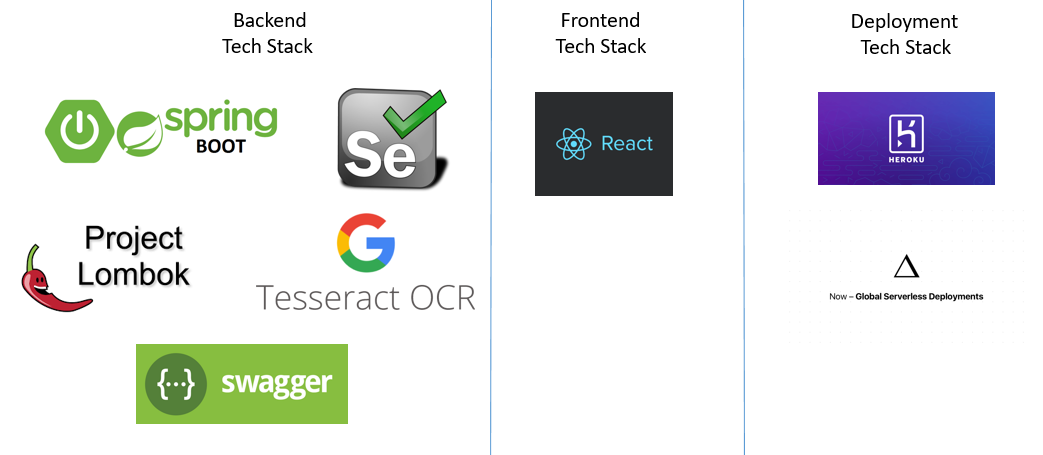 Backend
Tech Stack
Frontend
Tech Stack
Deployment
Tech Stack
spring
BOOT
Se
React
HEROKU
Project
Lombok
G
Tesseract OCR
Now – Global Serverless Deployments
{···} swagger